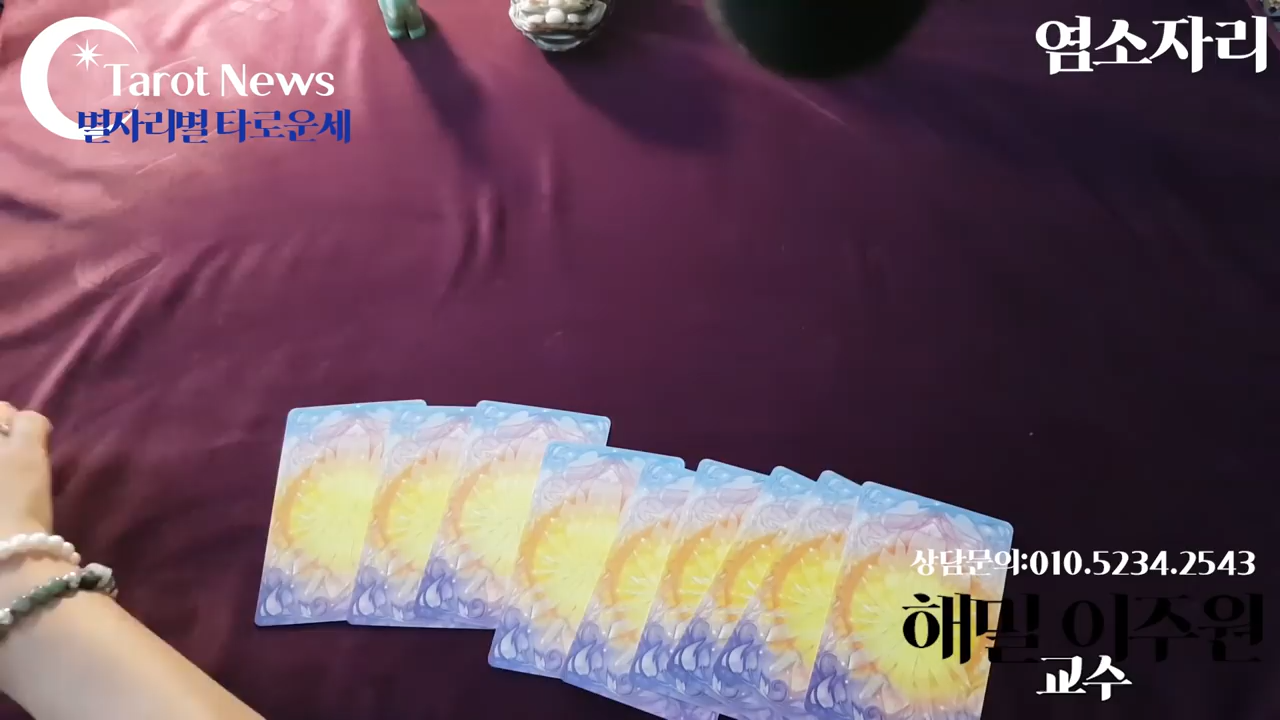 Tarot News
별자리별 타로운세
염소자리
상담문의:010.5234.2543
해밀 이주원
교수